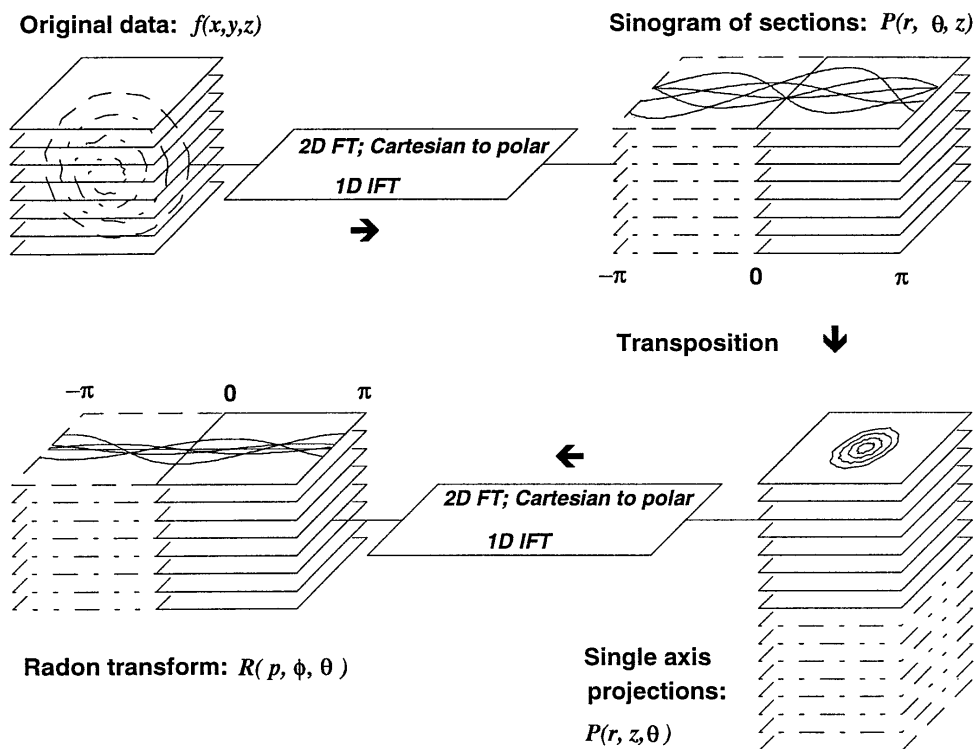 Original data: f(x,y,z)
Sinogram of sections: P(r, θ, z)
2D FT; Cartesian to polar
1D IFT
−π 0 π
Transposition
−π 0 π
2D FT; Cartesian to polar
1D IFT
Radon transform: R( p, ϕ, θ )
Single axis
projections:
P(r, z,θ )